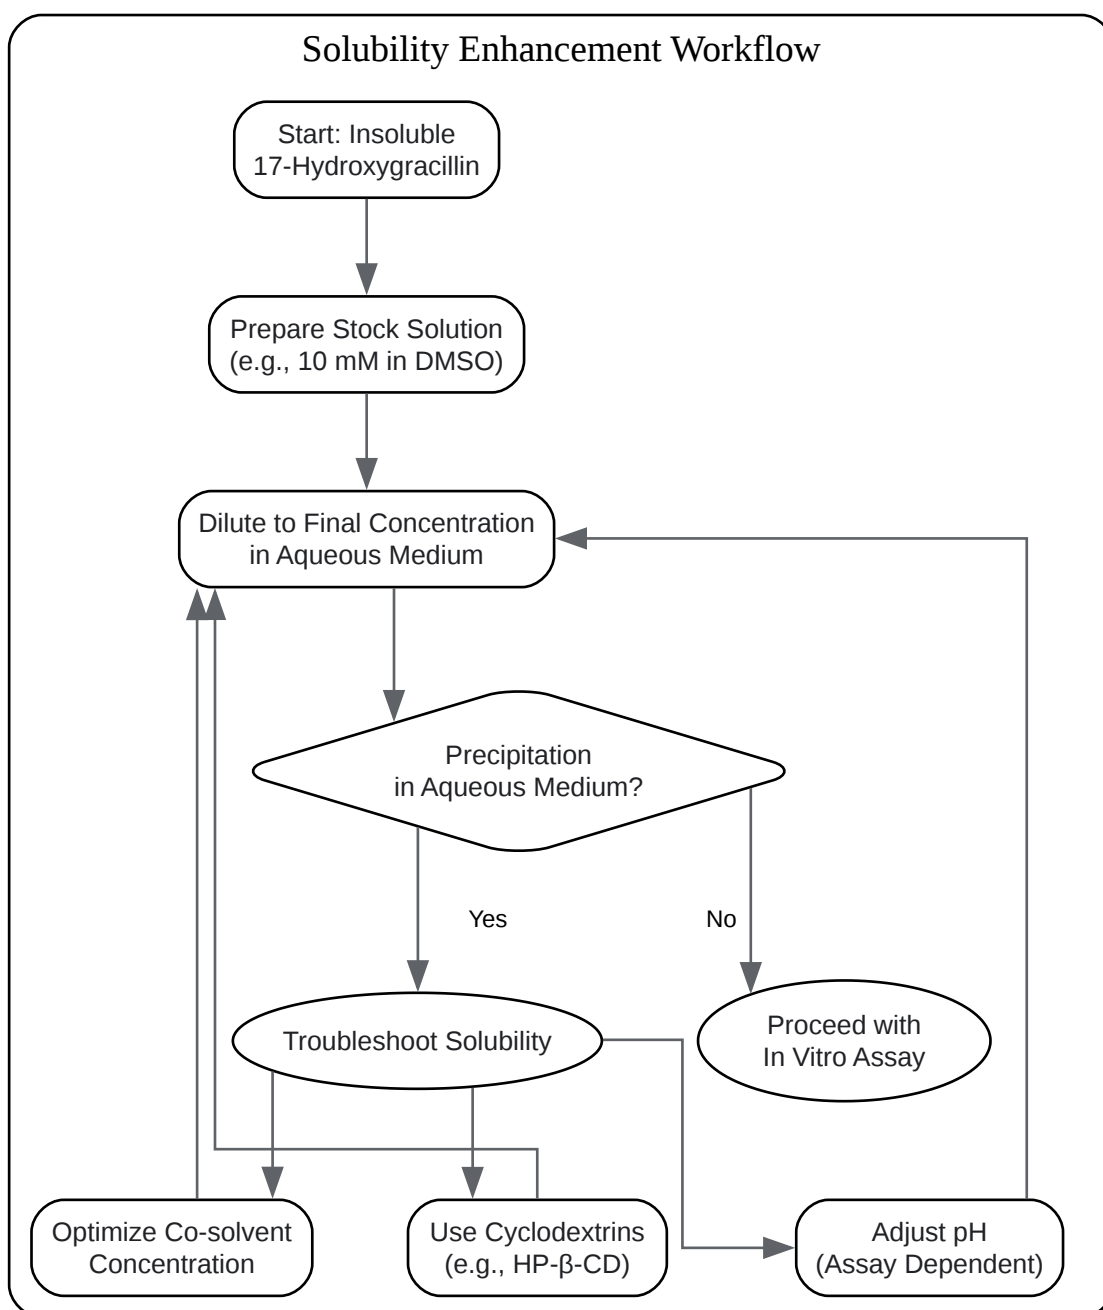 Solubility Enhancement Workflow
Start: Insoluble
17-Hydroxygracillin
Prepare Stock Solution
(e.g., 10 mM in DMSO)
Dilute to Final Concentration
in Aqueous Medium
Precipitation
in Aqueous Medium?
Yes
No
Troubleshoot Solubility
Proceed with
In Vitro Assay
Optimize Co-solvent
Concentration
Use Cyclodextrins
(e.g., HP-β-CD)
Adjust pH
(Assay Dependent)